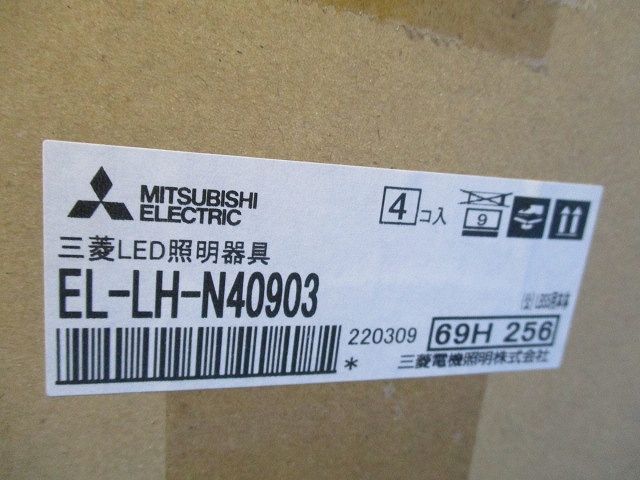 MITSUBISHI
ELECTRIC
4 コ入
9
三菱LED照明器具
EL-LH-N40903
220309
69H 256
*
三菱電機照明株式会社